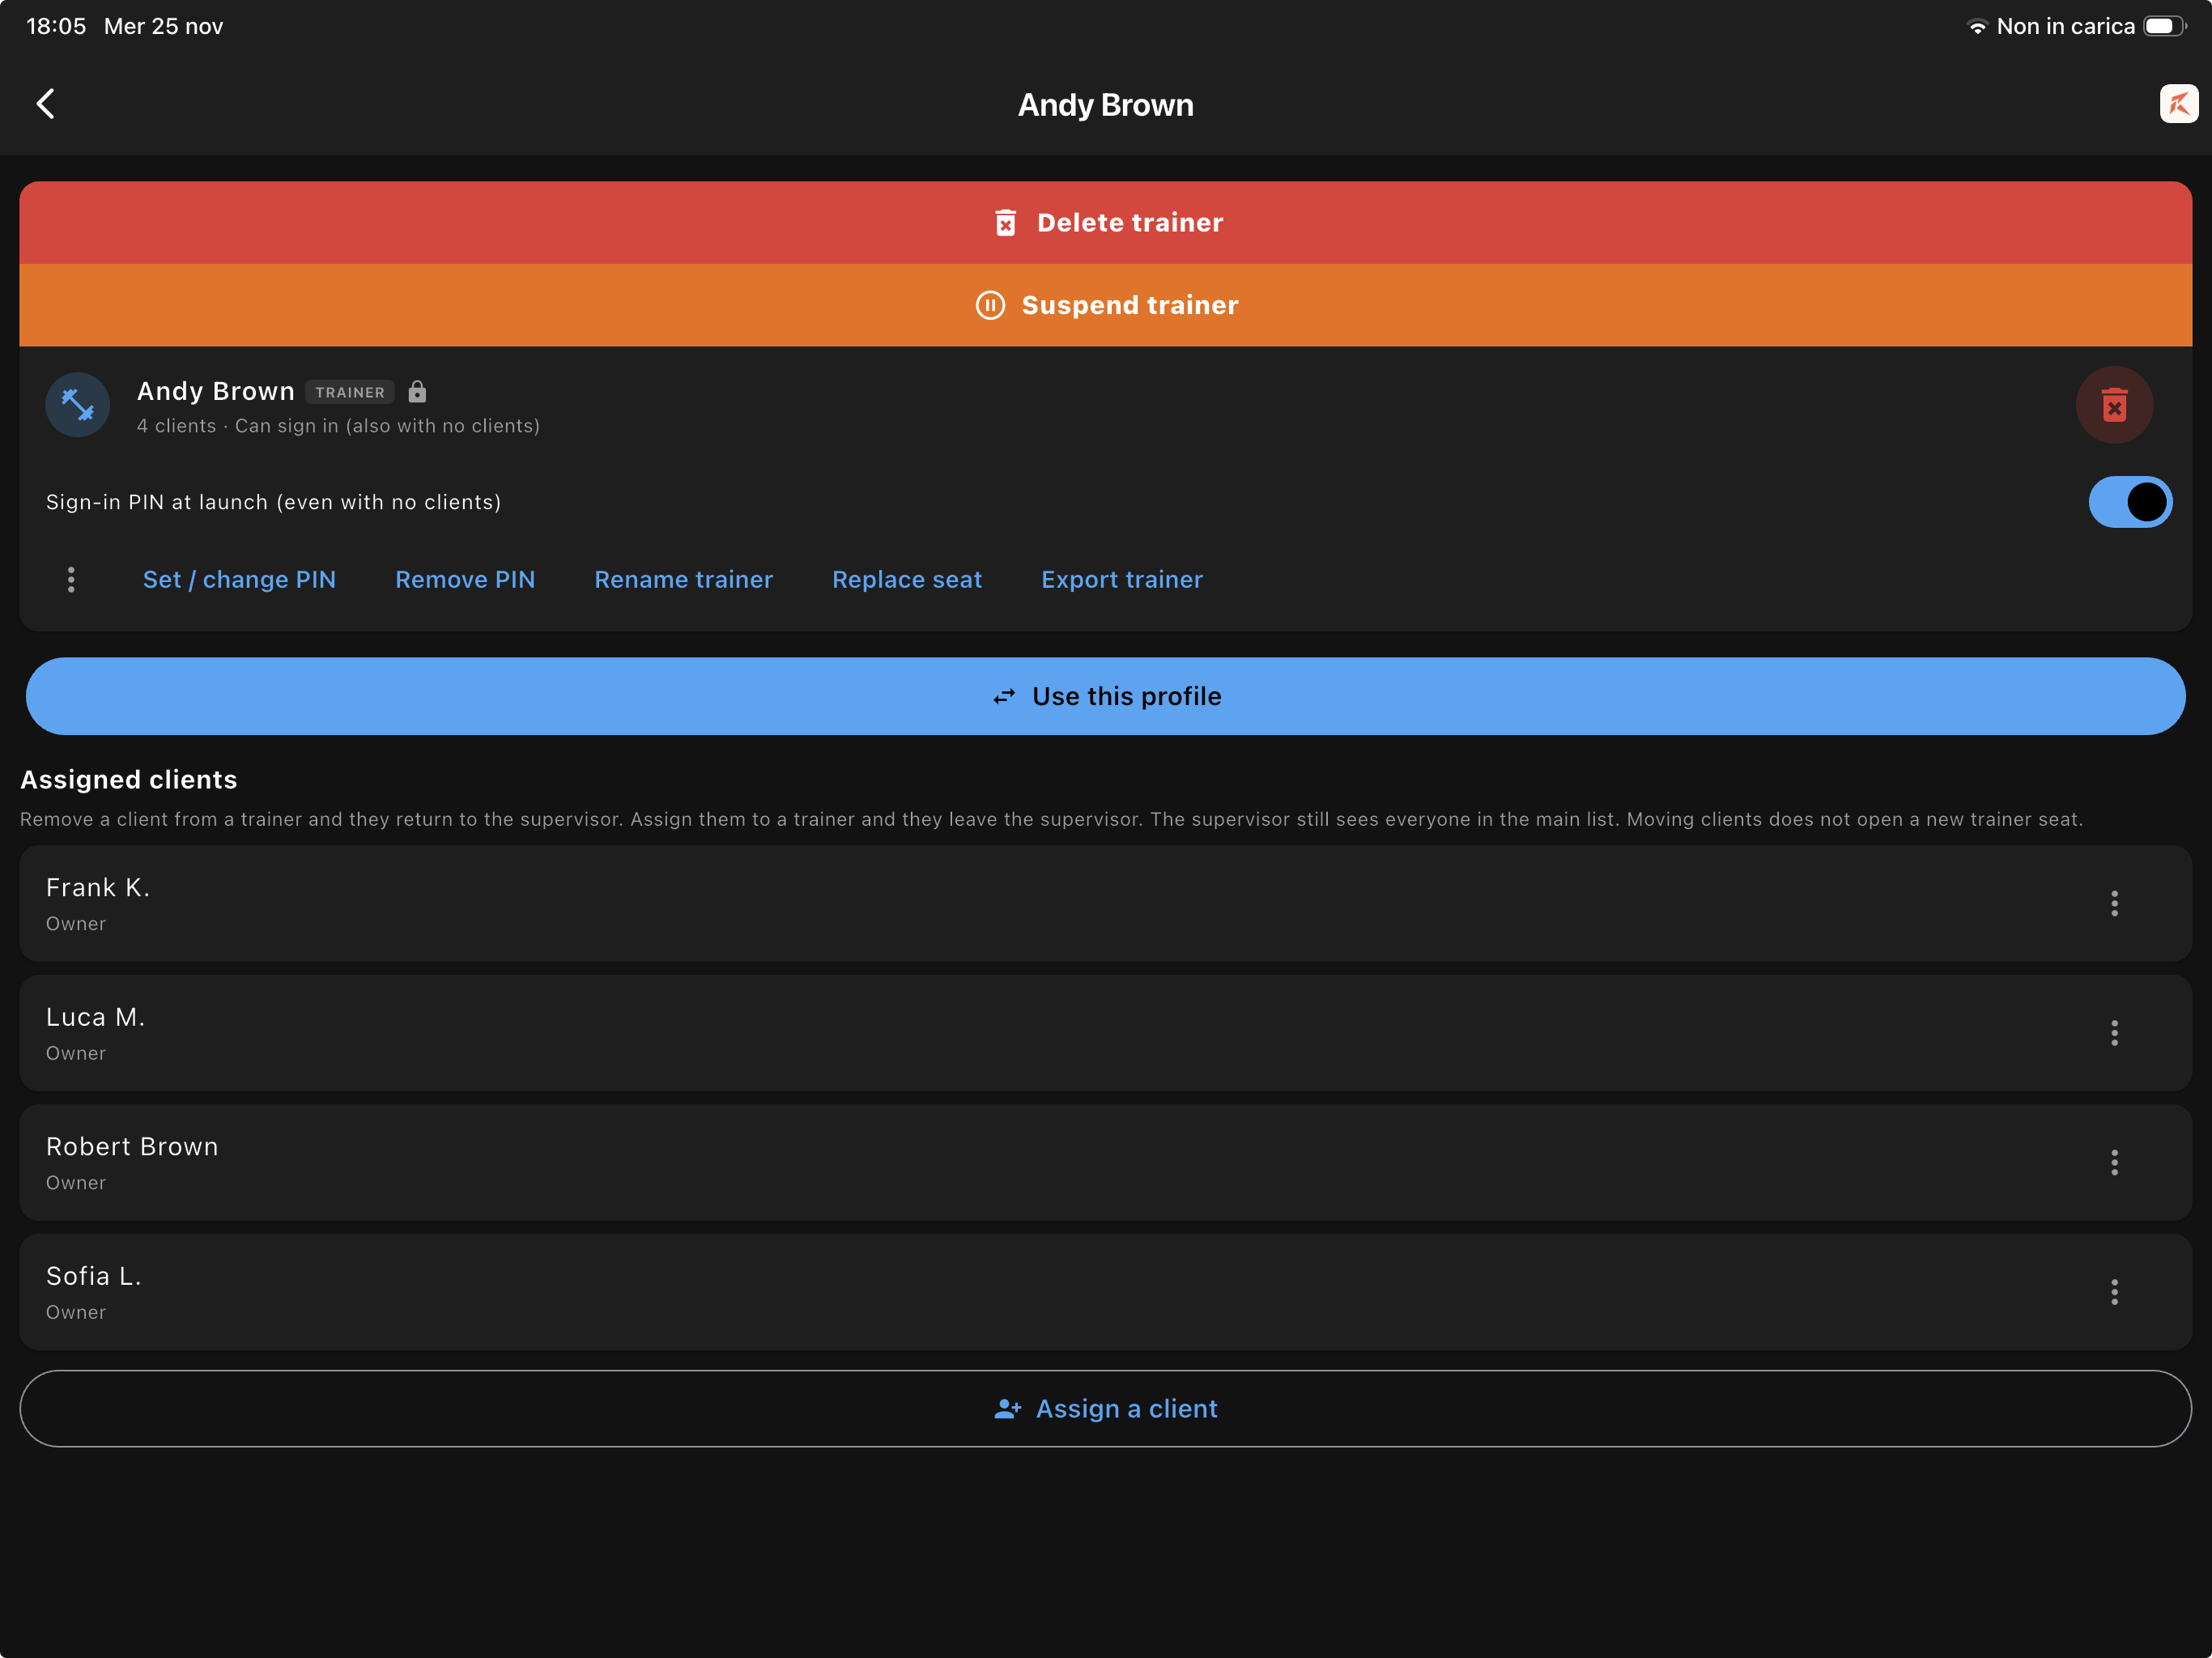 18:05 Mer 25 nov
Non in carica
Andy Brown
Delete trainer
Suspend trainer
Andy Brown TRAINER
4 clients · Can sign in (also with no clients)
Sign-in PIN at launch (even with no clients)
Set / change PIN Remove PIN Rename trainer Replace seat Export trainer
Use this profile
Assigned clients
Remove a client from a trainer and they return to the supervisor. Assign them to a trainer and they leave the supervisor. The supervisor still sees everyone in the main list. Moving clients does not open a new trainer seat.
Frank K.
Owner
Luca M.
Owner
Robert Brown
Owner
Sofia L.
Owner
Assign a client